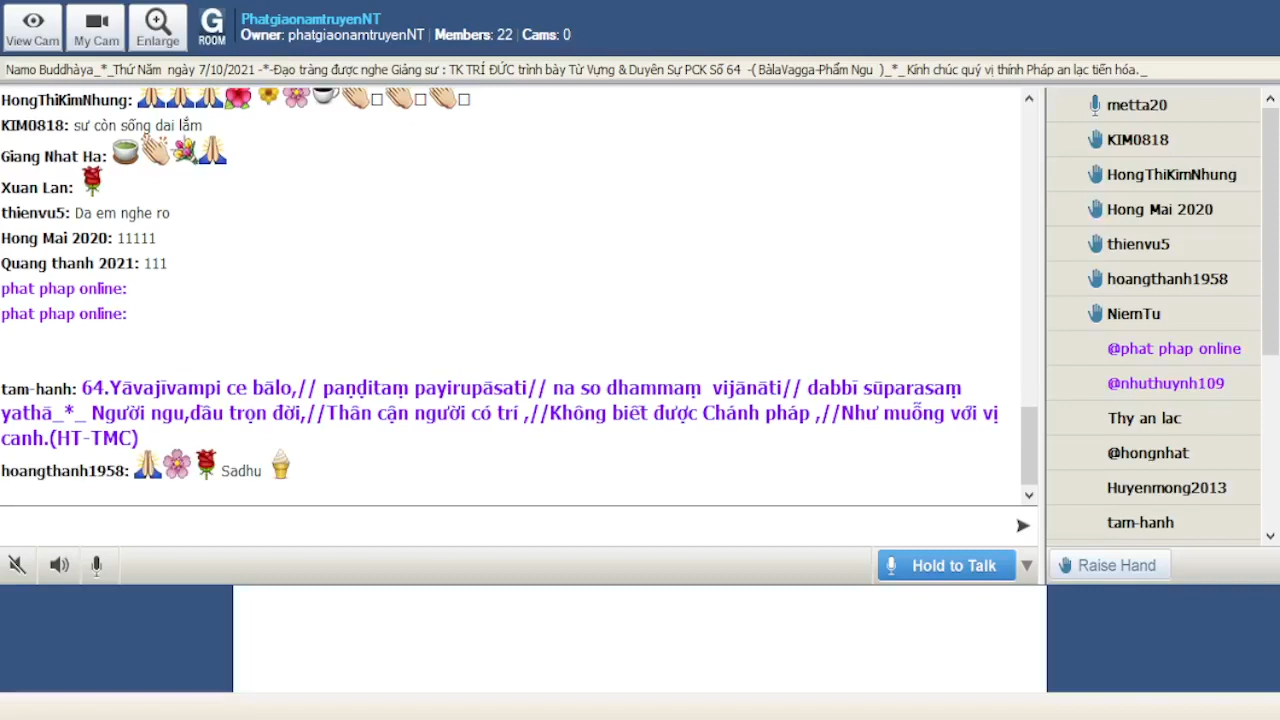 View Cam
My Cam
Enlarge
G
ROOM
PhatgiaonamtruyenNT
Owner: phatgiaonamtruyenNT | Members: 22 | Cams: 0
Namo Buddhàya_*_Thứ Năm ngày 7/10/2021 -*-Đạo tràng được nghe Giảng sư : TK TRÍ ĐỨC trình bày Từ Vựng & Duyên Sự PCK Số 64 -( BàlaVagga-Phẩm Ngu )_*_ Kính chúc quý vị thính Pháp an lạc tiến hóa._
HongThiKimNhung:
KIM0818: sư còn sống dai lắm
Giang Nhat Ha:
Xuan Lan:
thienvu5: Da em nghe ro
Hong Mai 2020: 11111
Quang thanh 2021: 111
phat phap online:
phat phap online:
tam-hanh: 64.Yāvajīvampi ce bālo,// paṇḍitaṃ payirupāsati// na so dhammaṃ vijānāti// dabbī sūparasaṃ
yathā_*_ Người ngu,dầu trọn đời,//Thân cận người có trí ,//Không biết được Chánh pháp ,//Như muỗng với vị
canh.(HT-TMC)
hoangthanh1958: Sadhu
Hold to Talk
metta20
KIM0818
HongThiKimNhung
Hong Mai 2020
thienvu5
hoangthanh1958
NiemTu
@phat phap online
@nhuthuynh109
Thy an lac
@hongnhat
Huyenmong2013
tam-hanh
Raise Hand